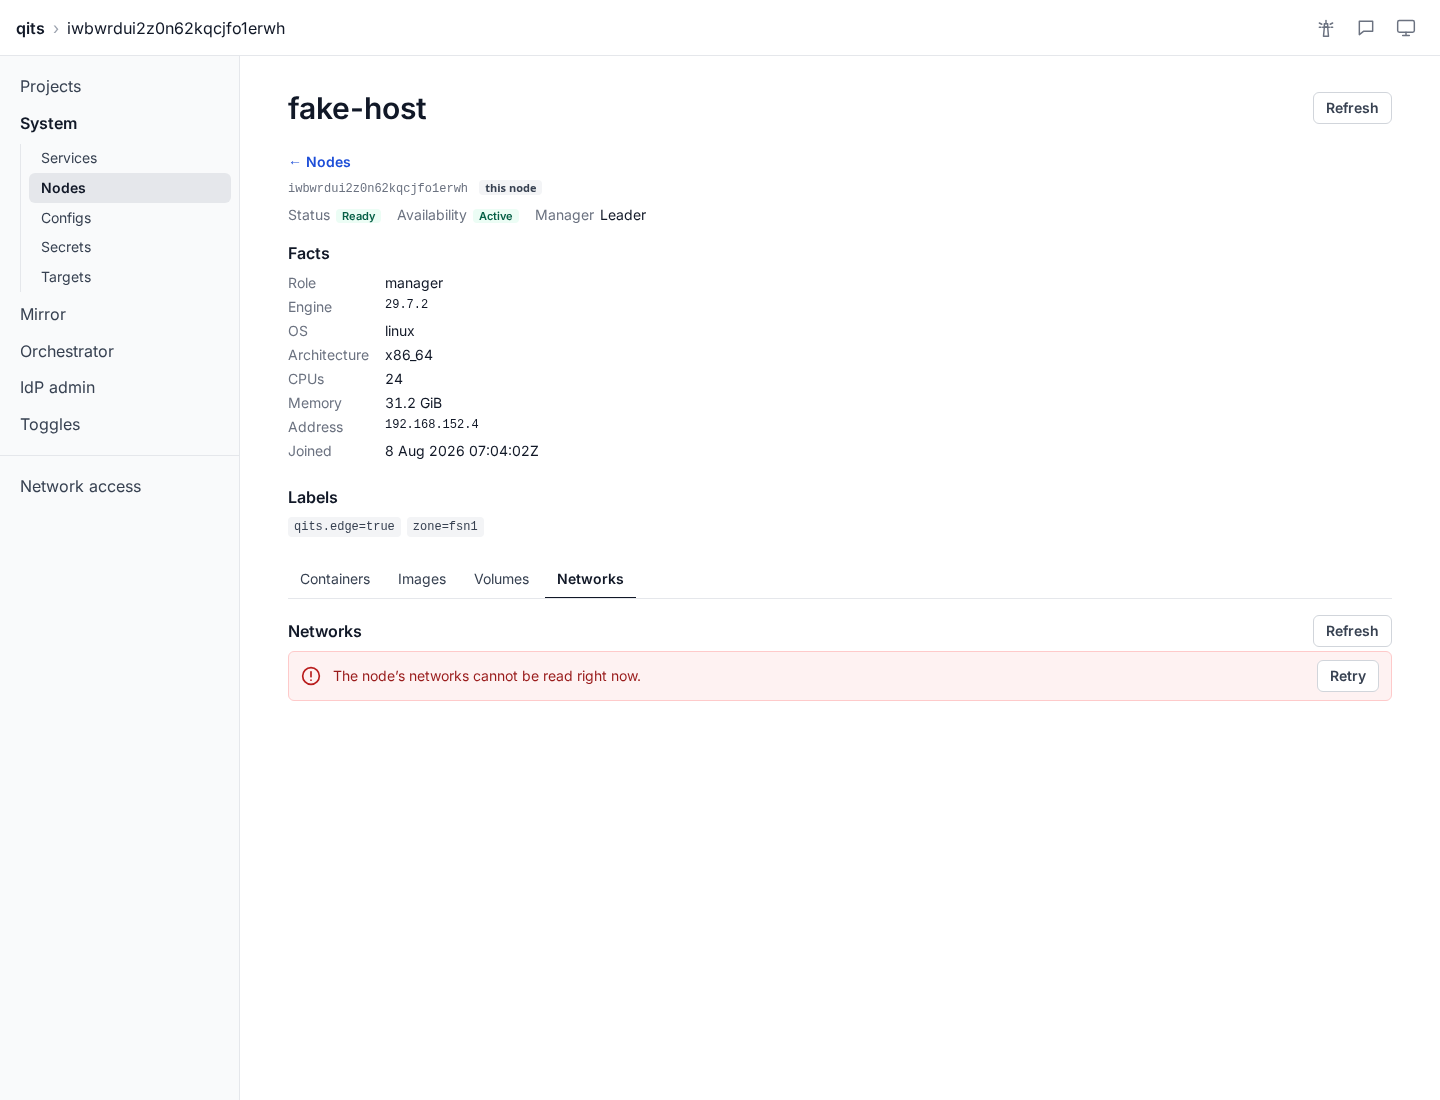 qits › iwbwrdui2z0n62kqcjfo1erwh
Projects
System
Services
Nodes
Configs
Secrets
Targets
Mirror
Orchestrator
IdP admin
Toggles
Network access
fake-host
Refresh
← Nodes
iwbwrdui2z0n62kqcjfo1erwh this node
Status Ready Availability Active Manager Leader
Facts
Role manager
Engine 29.7.2
OS linux
Architecture x86_64
CPUs 24
Memory 31.2 GiB
Address 192.168.152.4
Joined 8 Aug 2026 07:04:02Z
Labels
qits.edge=true zone=fsn1
Containers Images Volumes Networks
Networks Refresh
The node’s networks cannot be read right now. Retry